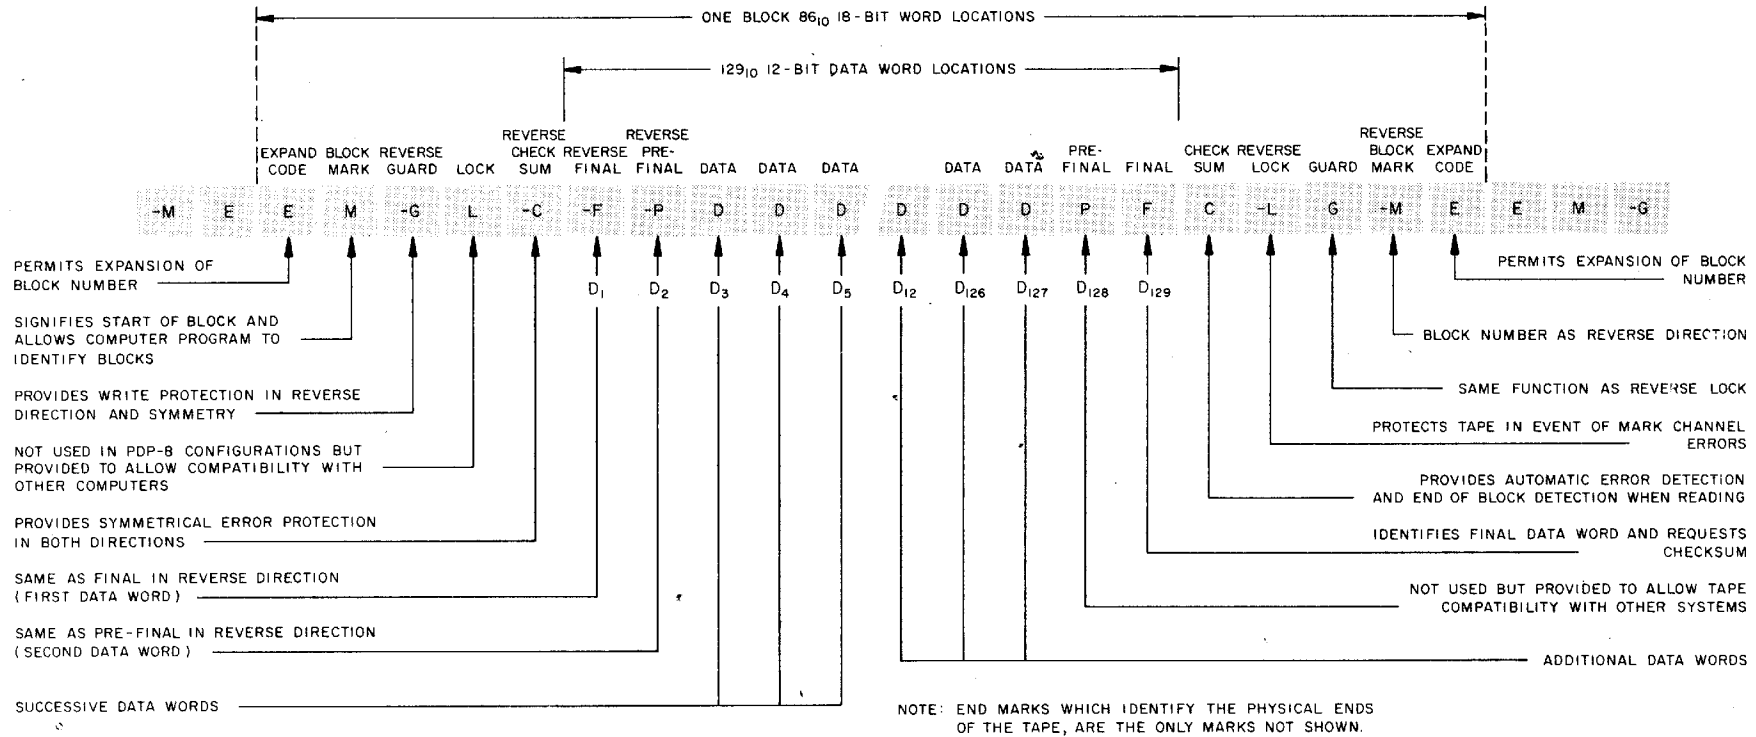 ONE BLOCK 86₁₀ 18-BIT WORD LOCATIONS
129₁₀ 12-BIT DATA WORD LOCATIONS
EXPAND CODE
BLOCK MARK
REVERSE GUARD
LOCK
REVERSE CHECK SUM
REVERSE FINAL
REVERSE PRE-FINAL
DATA
DATA
DATA
DATA
DATA
PRE-FINAL
FINAL
CHECK SUM
REVERSE LOCK
GUARD
REVERSE BLOCK MARK
EXPAND CODE
-M E E M -G L -C -F -P D D D D D D P F C -L G -M E E M -G
D₁ D₂ D₃ D₄ D₅ D₁₂ D₁₂₆ D₁₂₇ D₁₂₈ D₁₂₉
PERMITS EXPANSION OF
BLOCK NUMBER
SIGNIFIES START OF BLOCK AND
ALLOWS COMPUTER PROGRAM TO
IDENTIFY BLOCKS
PROVIDES WRITE PROTECTION IN REVERSE
DIRECTION AND SYMMETRY
NOT USED IN PDP-8 CONFIGURATIONS BUT
PROVIDED TO ALLOW COMPATIBILITY WITH
OTHER COMPUTERS
PROVIDES SYMMETRICAL ERROR PROTECTION
IN BOTH DIRECTIONS
SAME AS FINAL IN REVERSE DIRECTION
(FIRST DATA WORD)
SAME AS PRE-FINAL IN REVERSE DIRECTION
(SECOND DATA WORD)
SUCCESSIVE DATA WORDS
PERMITS EXPANSION OF BLOCK
NUMBER
BLOCK NUMBER AS REVERSE DIRECTION
SAME FUNCTION AS REVERSE LOCK
PROTECTS TAPE IN EVENT OF MARK CHANNEL
ERRORS
PROVIDES AUTOMATIC ERROR DETECTION
AND END OF BLOCK DETECTION WHEN READING
IDENTIFIES FINAL DATA WORD AND REQUESTS
CHECKSUM
NOT USED BUT PROVIDED TO ALLOW TAPE
COMPATIBILITY WITH OTHER SYSTEMS
ADDITIONAL DATA WORDS
NOTE: END MARKS WHICH IDENTIFY THE PHYSICAL ENDS
OF THE TAPE, ARE THE ONLY MARKS NOT SHOWN.